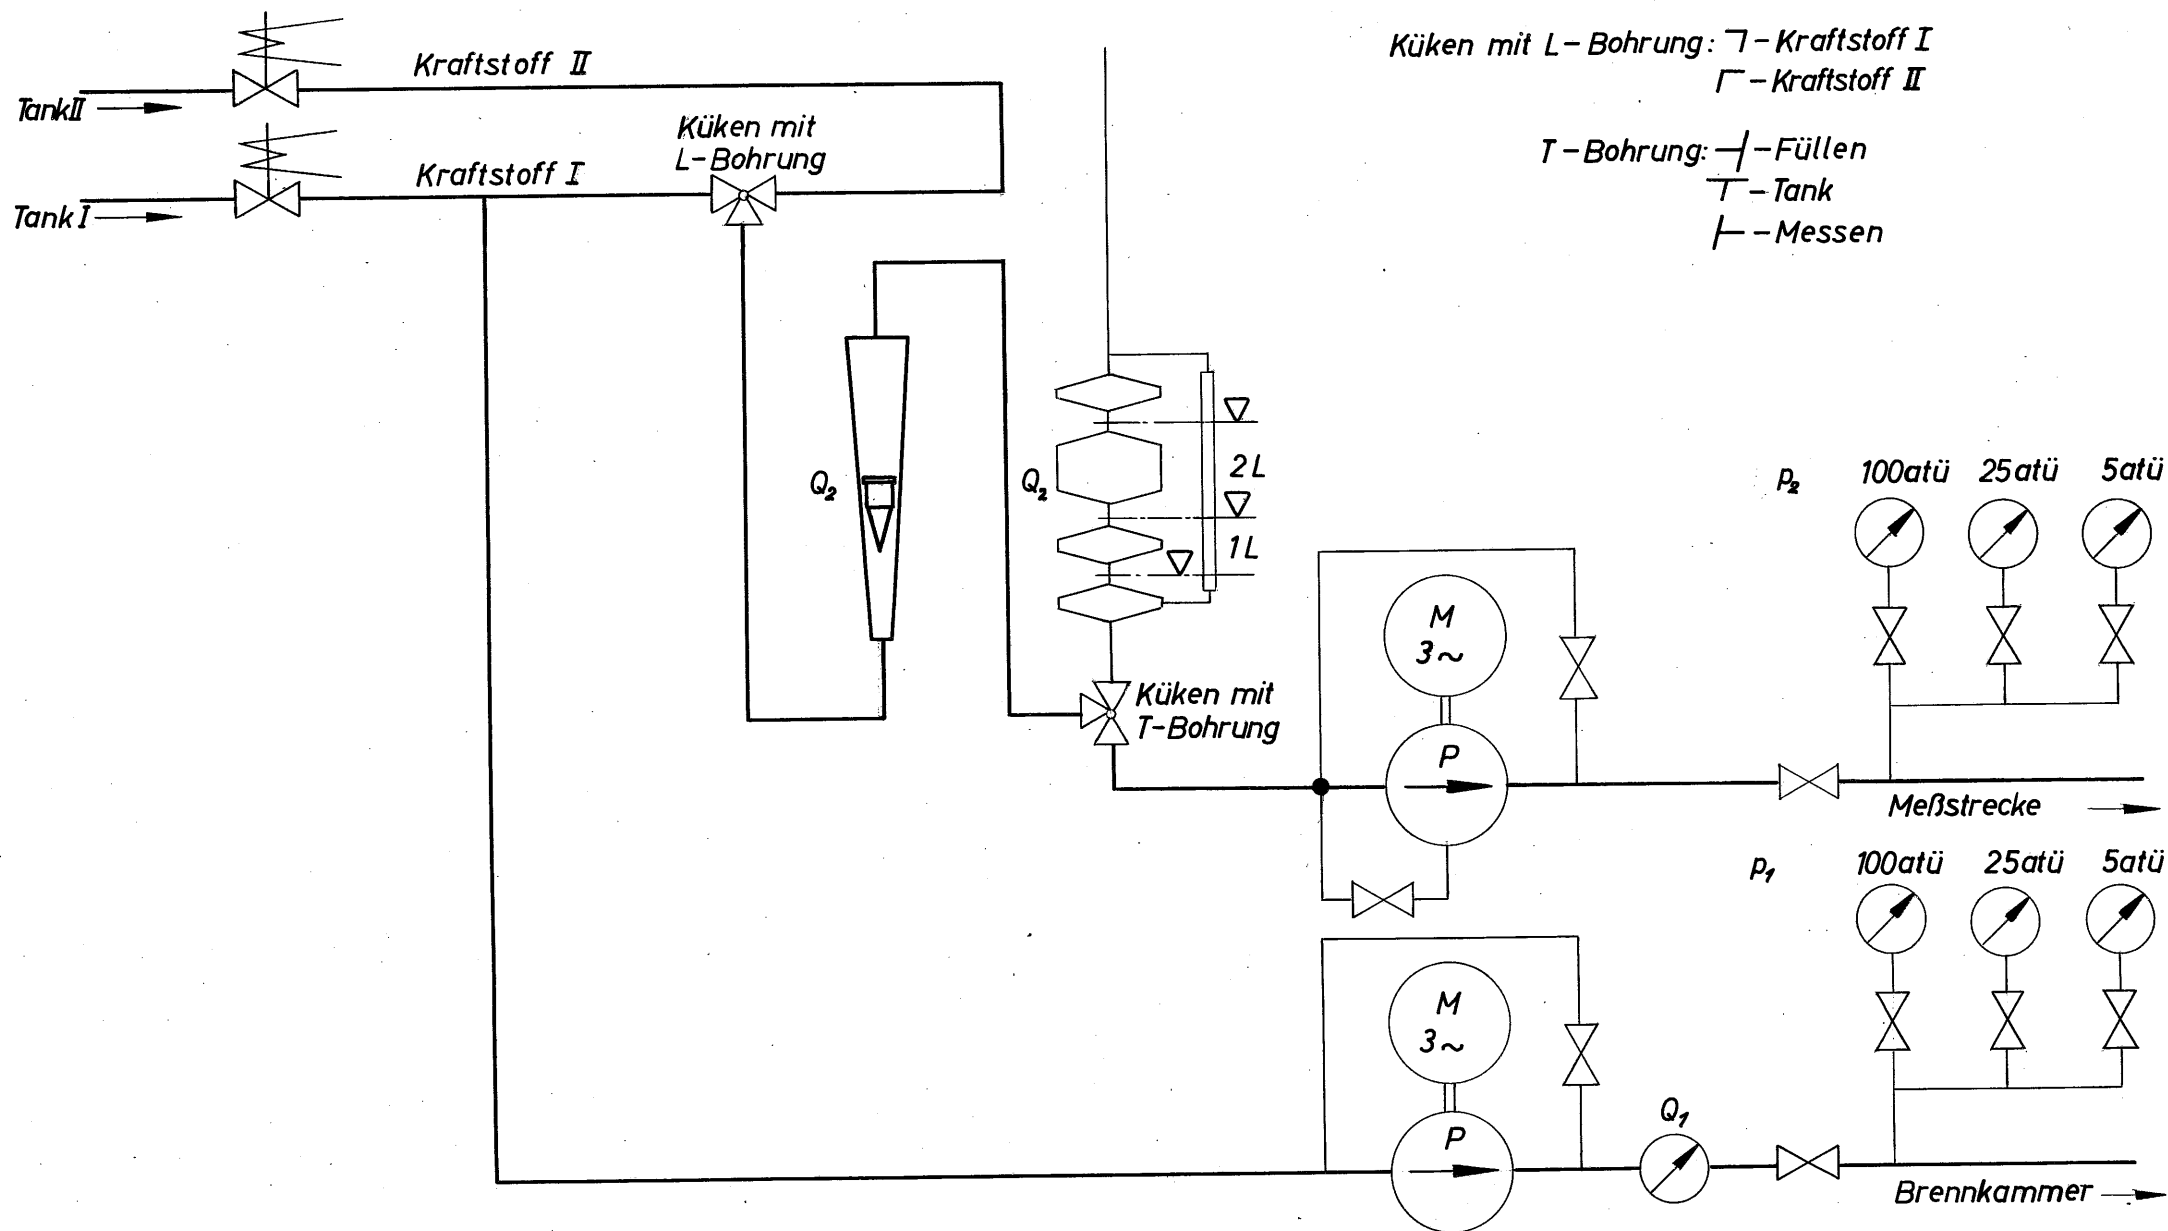 Kraftstoff II
Tank II
Kraftstoff I
Tank I
Küken mit
L-Bohrung
Küken mit L-Bohrung: ㄱ - Kraftstoff I
Γ - Kraftstoff II
T-Bohrung: ┤ - Füllen
T - Tank
├ - Messen
Q₂
Q₂
2 L
1 L
Küken mit
T-Bohrung
M
3~
P
p₂
100atü
25atü
5atü
Meßstrecke
p₁
100atü
25atü
5atü
M
3~
P
Q₁
Brennkammer